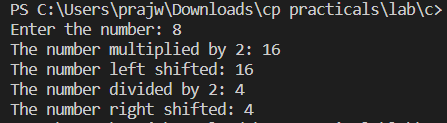 PS C:\Users\prajw\Downloads\cp practicals\lab\c>
Enter the number: 8
The number multiplied by 2: 16
The number left shifted: 16
The number divided by 2: 4
The number right shifted: 4